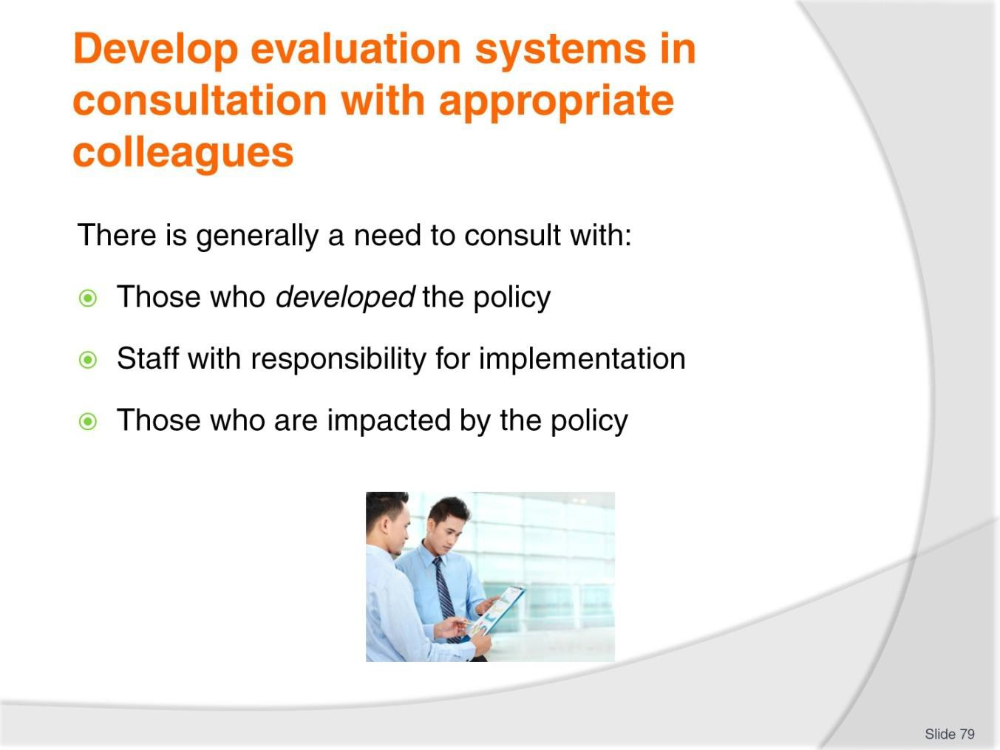 Develop evaluation systems in
consultation with appropriate
colleagues
There is generally a need to consult with:
Those who developed the policy
Staff with responsibility for implementation
Those who are impacted by the policy
Slide 79